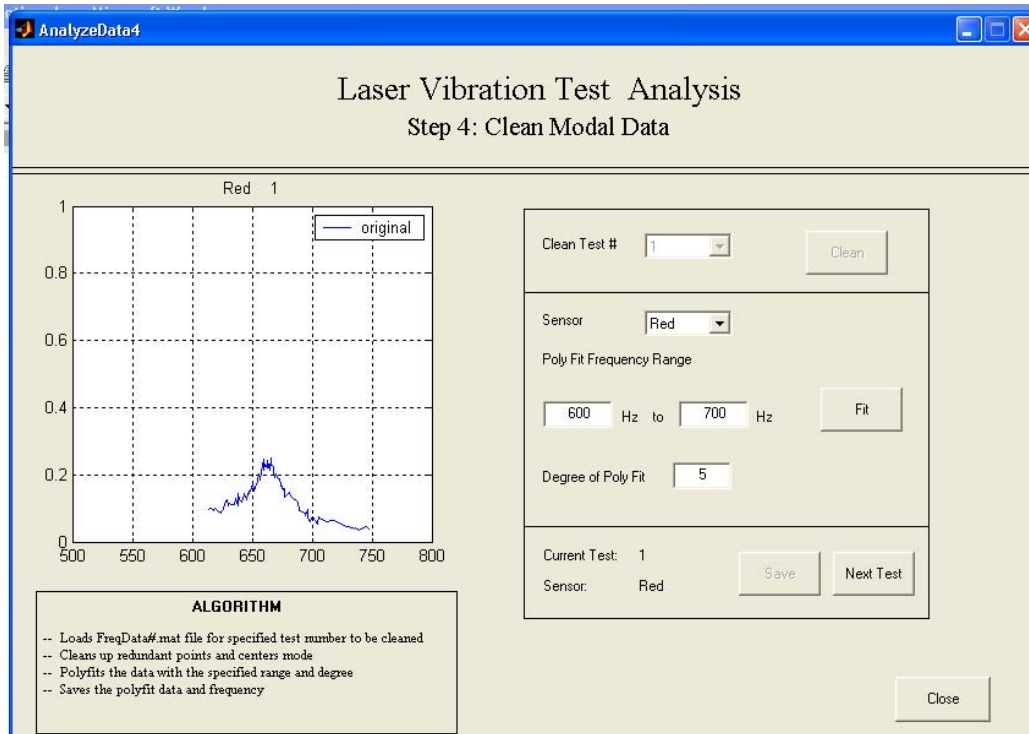 AnalyzeData4
Laser Vibration Test Analysis
Step 4: Clean Modal Data
Red 1
1
0.8
0.6
0.4
0.2
0
500 550 600 650 700 750 800
original
Clean Test # 1 Clean
Sensor Red
Poly Fit Frequency Range
600 Hz to 700 Hz Fit
Degree of Poly Fit 5
Current Test: 1
Sensor: Red
Save Next Test
ALGORITHM
-- Loads FreqData#.mat file for specified test number to be cleaned
-- Cleans up redundant points and centers mode
-- Polyfits the data with the specified range and degree
-- Saves the polyfit data and frequency
Close